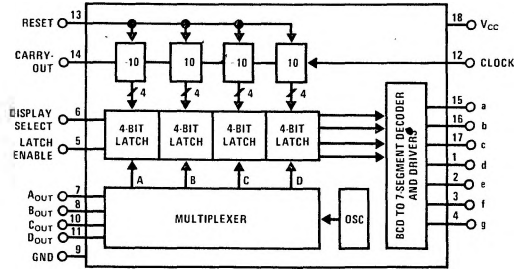 RESET 13
18 VCC
CARRY-OUT 14
10 10 10 10
12 CLOCK
4 4 4 4
DISPLAY SELECT 6
4-BIT LATCH 4-BIT LATCH 4-BIT LATCH 4-BIT LATCH
LATCH ENABLE 5
BCD TO 7-SEGMENT DECODER AND DRIVERS
15 a
16 b
17 c
1 d
2 e
3 f
4 g
A B C D
AOUT 7
BOUT 8
COUT 10
DOUT 11
MULTIPLEXER
OSC
GND 9